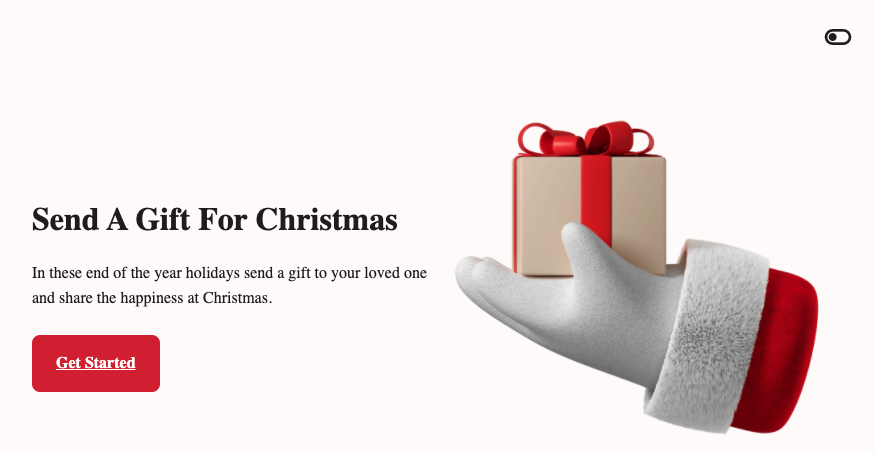 Send A Gift For Christmas
In these end of the year holidays send a gift to your loved one
and share the happiness at Christmas.
Get Started